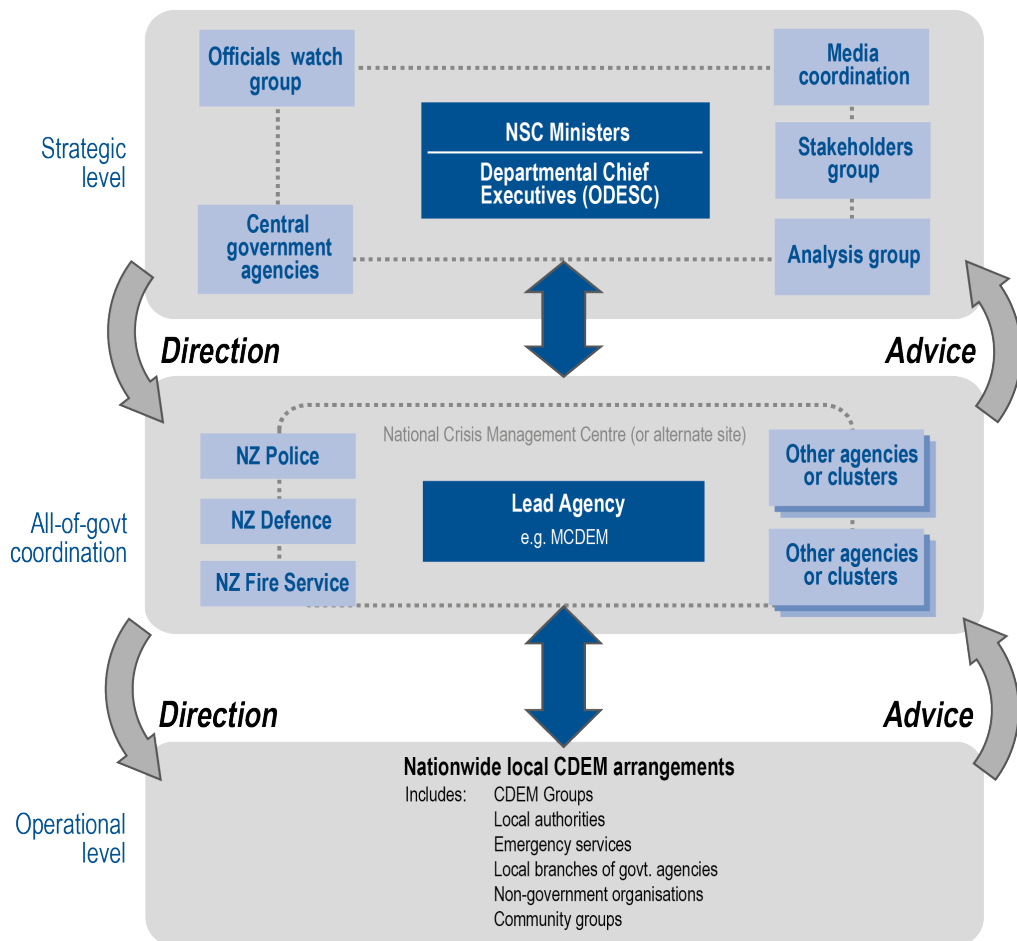 Officials watch
group
Media
coordination
NSC Ministers
Departmental Chief
Executives (ODESC)
Stakeholders
group
Strategic
level
Central
government
agencies
Analysis group
Direction
Advice
National Crisis Management Centre (or alternate site)
NZ Police
Other agencies
or clusters
Lead Agency
e.g. MCDEM
NZ Defence
All-of-govt
coordination
Other agencies
or clusters
NZ Fire Service
Direction
Advice
Nationwide local CDEM arrangements
Includes: CDEM Groups
Local authorities
Emergency services
Local branches of govt. agencies
Non-government organisations
Community groups
Operational
level